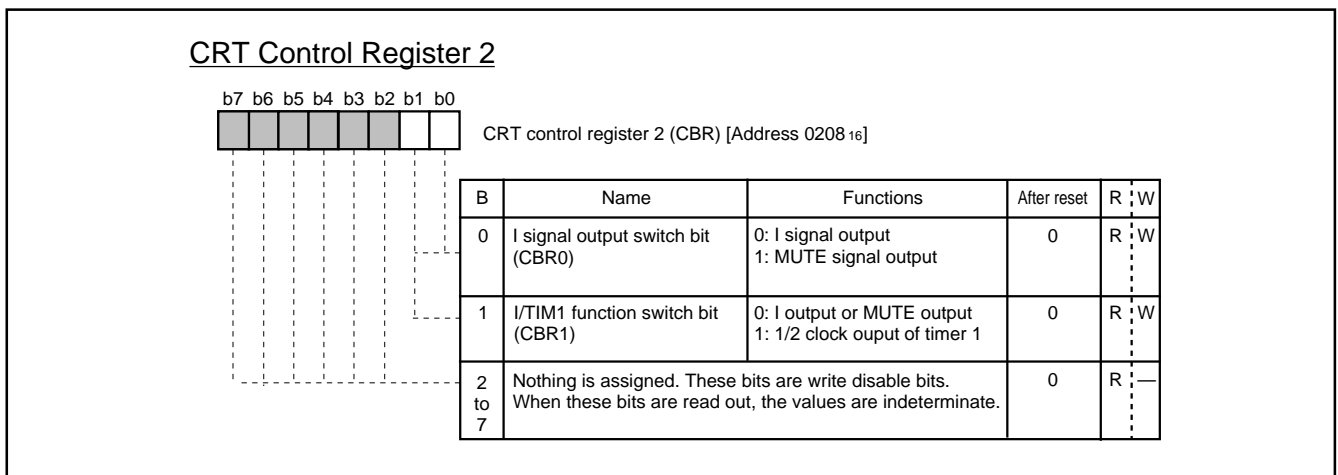 CRT Control Register 2
b7 b6 b5 b4 b3 b2 b1 b0
CRT control register 2 (CBR) [Address 0208 16]
B Name Functions After reset R W
0 I signal output switch bit (CBR0) 0: I signal output 1: MUTE signal output 0 R W
1 I/TIM1 function switch bit (CBR1) 0: I output or MUTE output 1: 1/2 clock ouput of timer 1 0 R W
2 to 7 Nothing is assigned. These bits are write disable bits. When these bits are read out, the values are indeterminate. 0 R —